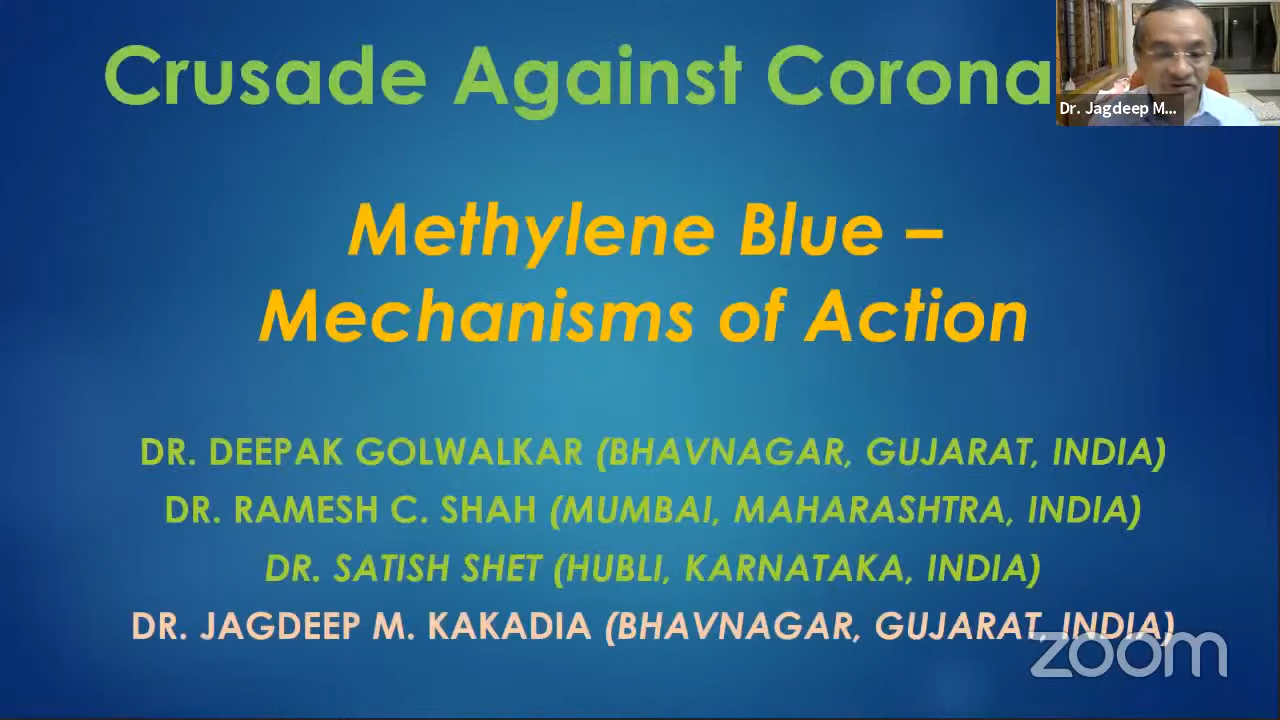 Crusade Against Corona
Dr. Jagdeep M...
Methylene Blue –
Mechanisms of Action
DR. DEEPAK GOLWALKAR (BHAVNAGAR, GUJARAT, INDIA)
DR. RAMESH C. SHAH (MUMBAI, MAHARASHTRA, INDIA)
DR. SATISH SHET (HUBLI, KARNATAKA, INDIA)
DR. JAGDEEP M. KAKADIA (BHAVNAGAR, GUJARAT, INDIA)
zoom